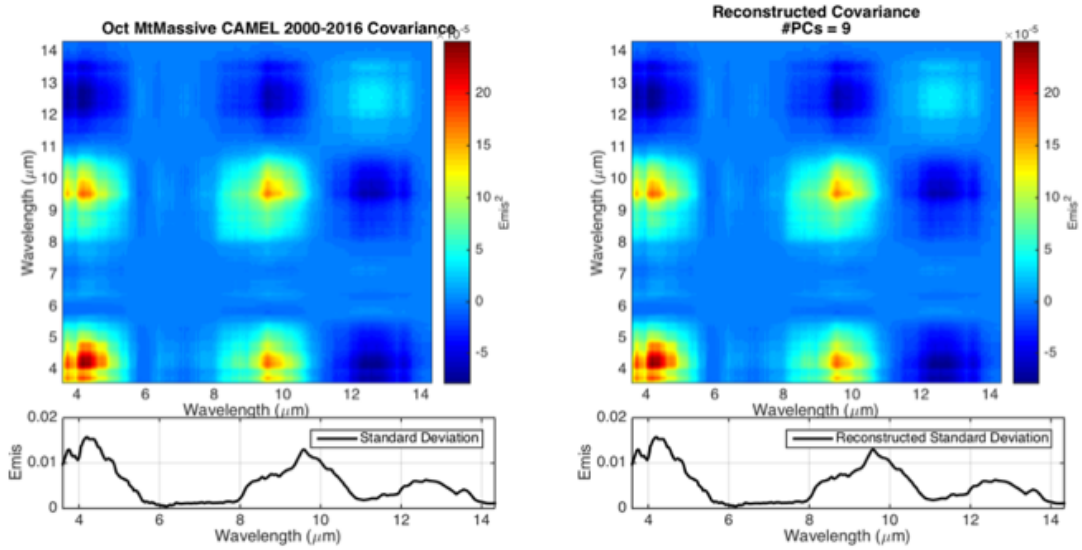 Oct MtMassive CAMEL 2000-2016 Covariance
×10⁻⁵
14
13
12
11
10
9
8
7
6
5
4
Wavelength (μm)
20
15
10
5
0
-5
Emis²
4 6 8 10 12 14
Wavelength (μm)
0.02
0.01
0
Emis
Standard Deviation
4 6 8 10 12 14
Wavelength (μm)
Reconstructed Covariance
#PCs = 9
×10⁻⁵
14
13
12
11
10
9
8
7
6
5
4
Wavelength (μm)
20
15
10
5
0
-5
Emis²
4 6 8 10 12 14
Wavelength (μm)
0.02
0.01
0
Emis
Reconstructed Standard Deviation
4 6 8 10 12 14
Wavelength (μm)